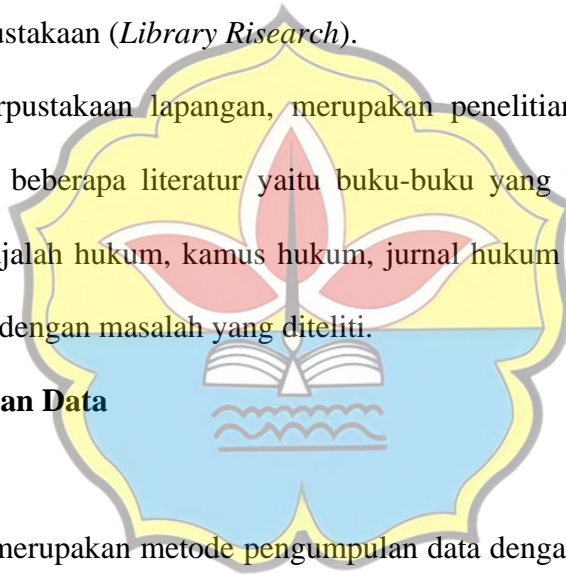 ustakaan (Library Risearch).
rpustakaan lapangan, merupakan penelitian
beberapa literatur yaitu buku-buku yang
jalah hukum, kamus hukum, jurnal hukum
dengan masalah yang diteliti.
an Data
merupakan metode pengumpulan data denga